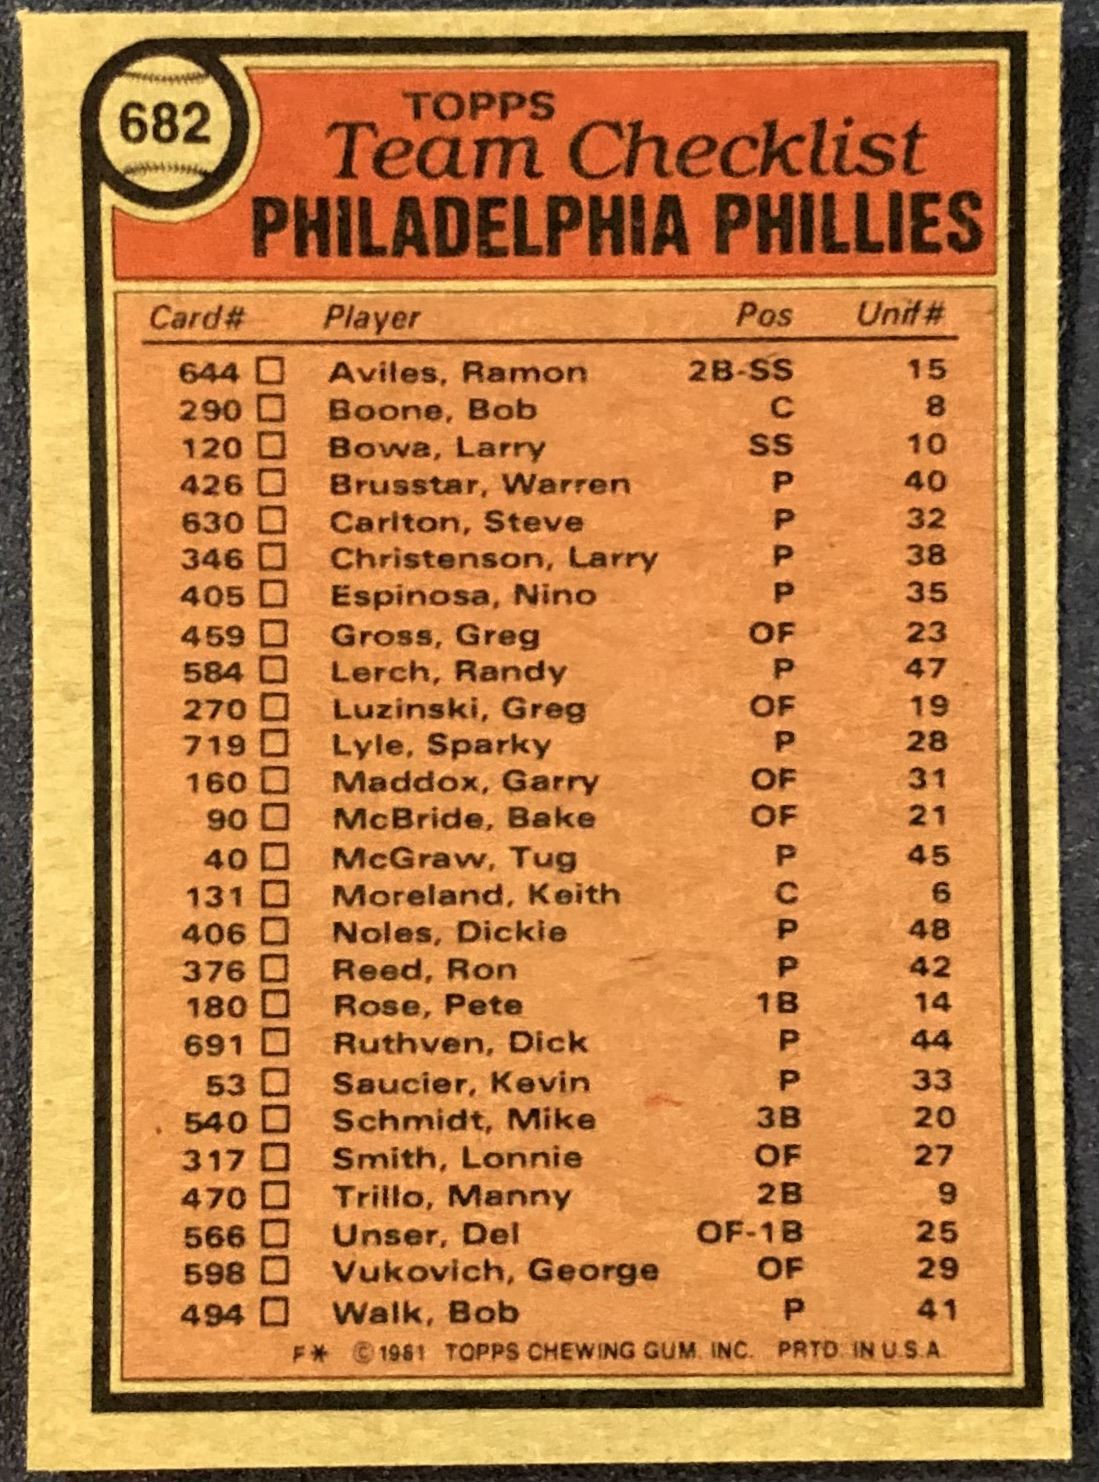 682
TOPPS
Team Checklist
PHILADELPHIA PHILLIES
Card# Player Pos Unif#
644 Aviles, Ramon 2B-SS 15
290 Boone, Bob C 8
120 Bowa, Larry SS 10
426 Brusstar, Warren P 40
630 Carlton, Steve P 32
346 Christenson, Larry P 38
405 Espinosa, Nino P 35
459 Gross, Greg OF 23
584 Lerch, Randy P 47
270 Luzinski, Greg OF 19
719 Lyle, Sparky P 28
160 Maddox, Garry OF 31
90 McBride, Bake OF 21
40 McGraw, Tug P 45
131 Moreland, Keith C 6
406 Noles, Dickie P 48
376 Reed, Ron P 42
180 Rose, Pete 1B 14
691 Ruthven, Dick P 44
53 Saucier, Kevin P 33
540 Schmidt, Mike 3B 20
317 Smith, Lonnie OF 27
470 Trillo, Manny 2B 9
566 Unser, Del OF-1B 25
598 Vukovich, George OF 29
494 Walk, Bob P 41
F* © 1981 TOPPS CHEWING GUM, INC. PRTD. IN U.S.A.